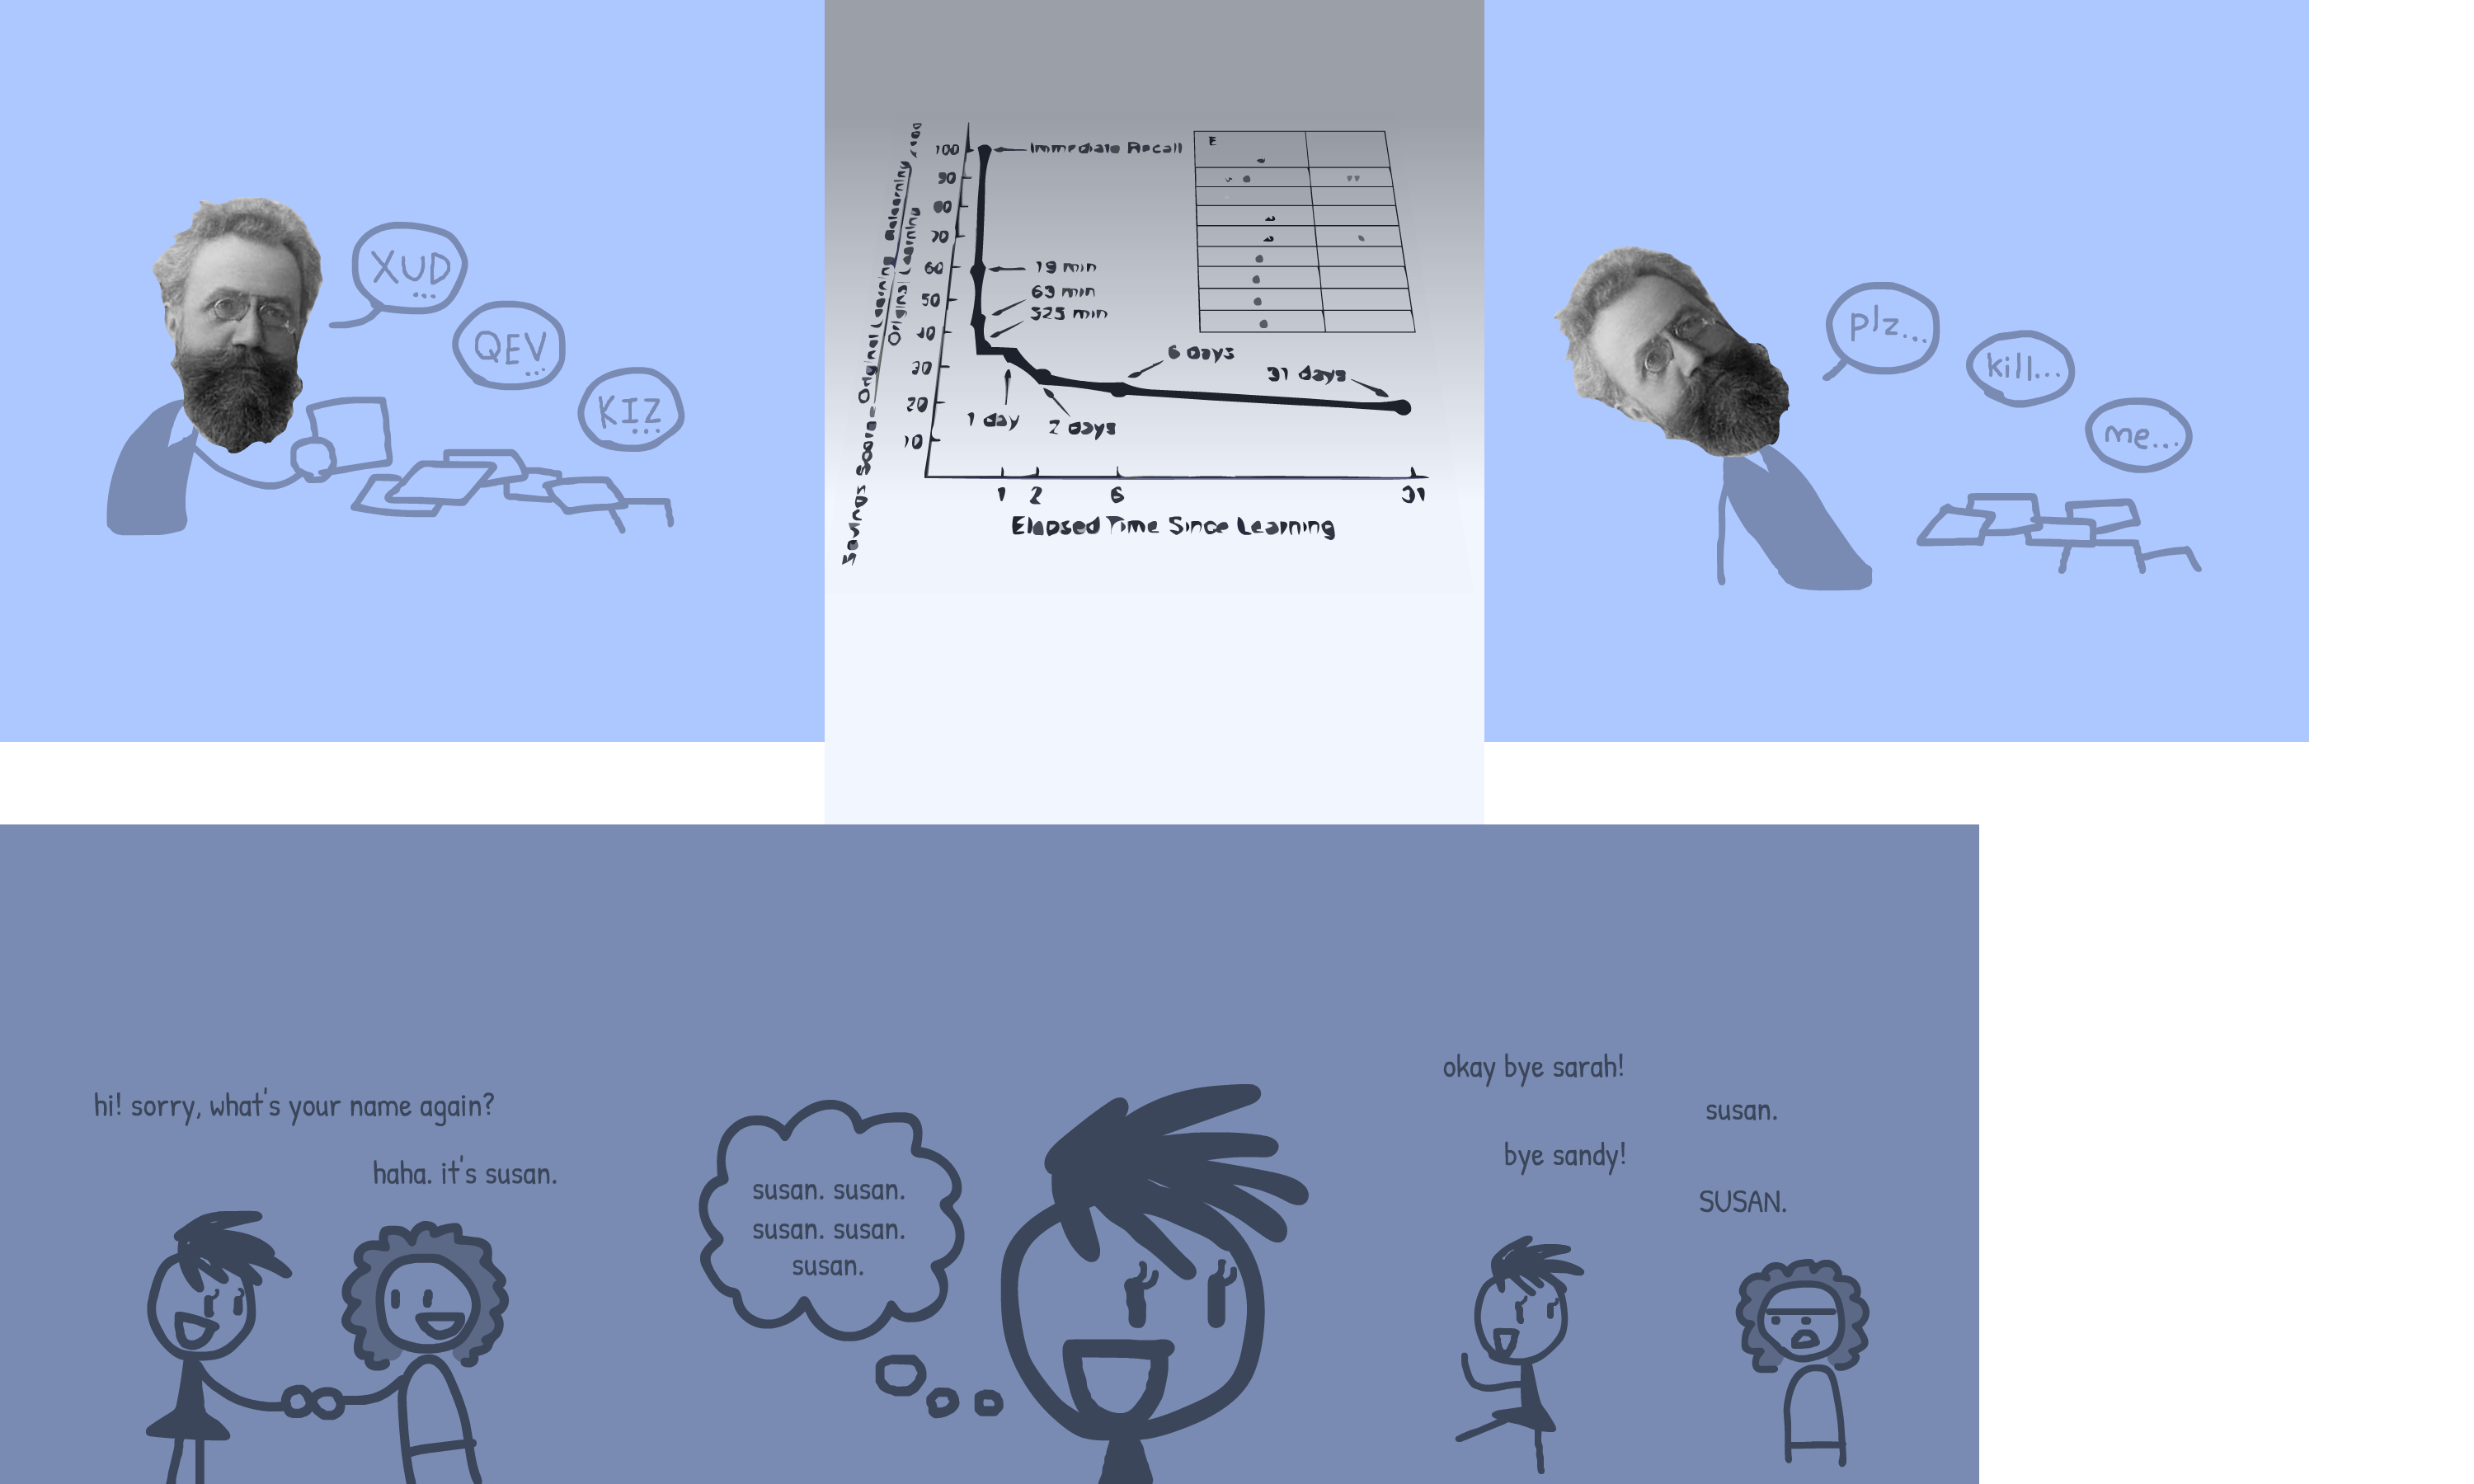 XUD
...
QEV
...
KIZ
...
100
90
80
70
60
50
40
30
20
10
Immediate Recall
19 min
63 min
525 min
1 day
2 days
6 days
31 days
1 2 6 31
Elapsed Time Since Learning
Original Learning
E
plz...
kill...
me...
hi! sorry, what's your name again?
haha. it's susan.
susan. susan.
susan. susan.
susan.
okay bye sarah!
susan.
bye sandy!
SUSAN.